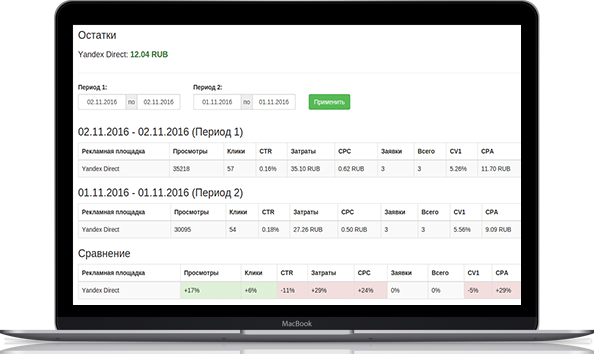 Остатки
Yandex Direct: 12.04 RUB
Период 1: Период 2:
02.11.2016 по 02.11.2016 01.11.2016 по 01.11.2016 Применить
02.11.2016 - 02.11.2016 (Период 1)
Рекламная площадка Просмотры Клики CTR Затраты CPC Заявки Всего CV1 CPA
Yandex Direct 35218 57 0.16% 35.10 RUB 0.62 RUB 3 3 5.26% 11.70 RUB
01.11.2016 - 01.11.2016 (Период 2)
Рекламная площадка Просмотры Клики CTR Затраты CPC Заявки Всего CV1 CPA
Yandex Direct 30095 54 0.18% 27.26 RUB 0.50 RUB 3 3 5.56% 9.09 RUB
Сравнение
Рекламная площадка Просмотры Клики CTR Затраты CPC Заявки Всего CV1 CPA
Yandex Direct +17% +6% -11% +29% +24% 0% 0% -5% +29%
MacBook